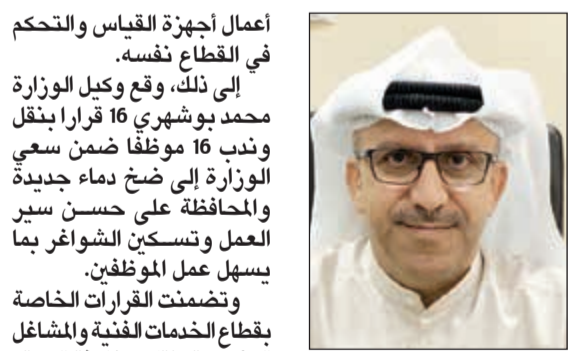 أعمال أجهزة القياس والتحكم
في القطاع نفسه.
إلى ذلك، وقع وكيل الوزارة
محمد بوشهري 16 قرارا بنقل
وندب 16 موظفا ضمن سعي
الوزارة إلى ضخ دماء جديدة
والمحافظة على حسن سير
العمل وتسكين الشواغر بما
يسهل عمل الموظفين.
وتضمنت القرارات الخاصة
بقطاع الخدمات الفنية والمشاغل